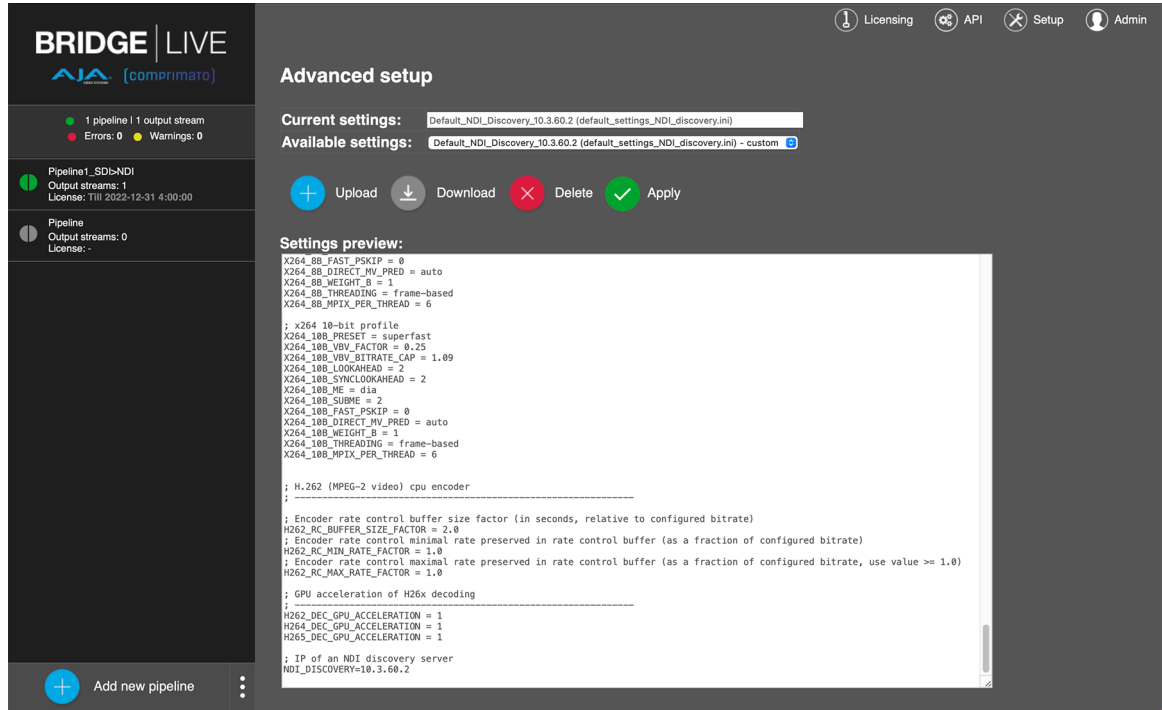 Licensing API Setup Admin
BRIDGE LIVE
AJA VIDEO SYSTEMS [comprimato]
1 pipeline | 1 output stream
Errors: 0 Warnings: 0
Pipeline1_SDI>NDI
Output streams: 1
License: Till 2022-12-31 4:00:00
Pipeline
Output streams: 0
License: -
Add new pipeline
Advanced setup
Current settings: Default_NDI_Discovery_10.3.60.2 (default_settings_NDI_discovery.ini)
Available settings: Default_NDI_Discovery_10.3.60.2 (default_settings_NDI_discovery.ini) - custom
Upload Download Delete Apply
Settings preview:
X264_8B_FAST_PSKIP = 0
X264_8B_DIRECT_MV_PRED = auto
X264_8B_WEIGHT_B = 1
X264_8B_THREADING = frame-based
X264_8B_MPIX_PER_THREAD = 6
; x264 10-bit profile
X264_10B_PRESET = superfast
X264_10B_VBV_FACTOR = 0.25
X264_10B_VBV_BITRATE_CAP = 1.09
X264_10B_LOOKAHEAD = 2
X264_10B_SYNCLOOKAHEAD = 2
X264_10B_ME = dia
X264_10B_SUBME = 2
X264_10B_FAST_PSKIP = 0
X264_10B_DIRECT_MV_PRED = auto
X264_10B_WEIGHT_B = 1
X264_10B_THREADING = frame-based
X264_10B_MPIX_PER_THREAD = 6
; H.262 (MPEG-2 video) cpu encoder
; --------------------------------------------------------------
; Encoder rate control buffer size factor (in seconds, relative to configured bitrate)
H262_RC_BUFFER_SIZE_FACTOR = 2.0
; Encoder rate control minimal rate preserved in rate control buffer (as a fraction of configured bitrate)
H262_RC_MIN_RATE_FACTOR = 1.0
; Encoder rate control maximal rate preserved in rate control buffer (as a fraction of configured bitrate, use value >= 1.0)
H262_RC_MAX_RATE_FACTOR = 1.0
; GPU acceleration of H26x decoding
; --------------------------------------------------------------
H262_DEC_GPU_ACCELERATION = 1
H264_DEC_GPU_ACCELERATION = 1
H265_DEC_GPU_ACCELERATION = 1
; IP of an NDI discovery server
NDI_DISCOVERY=10.3.60.2